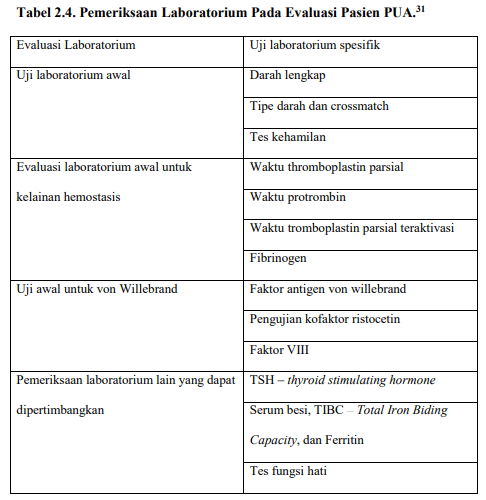 Tabel 2.4. Pemeriksaan Laboratorium Pada Evaluasi Pasien PUA.31
Evaluasi Laboratorium
Uji laboratorium spesifik
Uji laboratorium awal
Darah lengkap
Tipe darah dan crossmatch
Tes kehamilan
Evaluasi laboratorium awal untuk
kelainan hemostasis
Waktu thromboplastin parsial
Waktu protrombin
Waktu tromboplastin parsial teraktivasi
Fibrinogen
Uji awal untuk von Willebrand
Faktor antigen von willebrand
Pengujian kofaktor ristocetin
Faktor VIII
Pemeriksaan laboratorium lain yang dapat
dipertimbangkan
TSH – thyroid stimulating hormone
Serum besi, TIBC – Total Iron Biding
Capacity, dan Ferritin
Tes fungsi hati